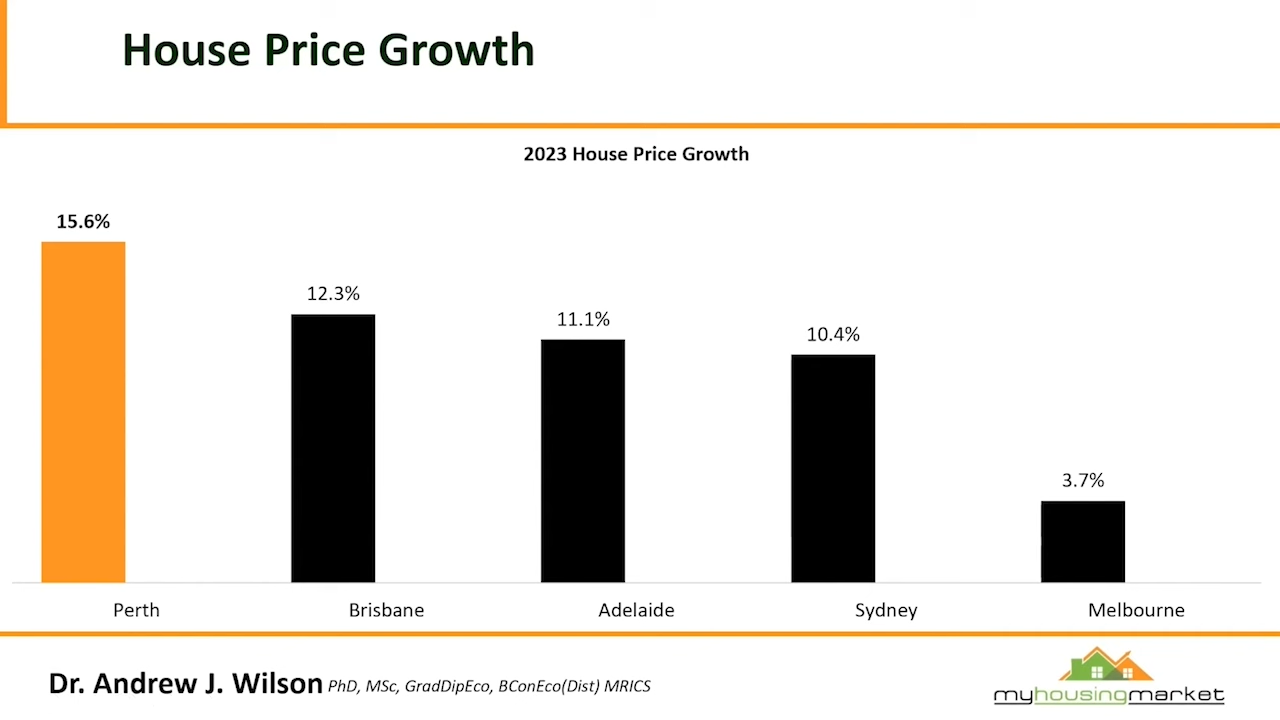 House Price Growth
2023 House Price Growth
15.6%
12.3%
11.1%
10.4%
3.7%
Perth
Brisbane
Adelaide
Sydney
Melbourne
Dr. Andrew J. Wilson PhD, MSc, GradDipEco, BConEco(Dist) MRICS
myhousingmarket